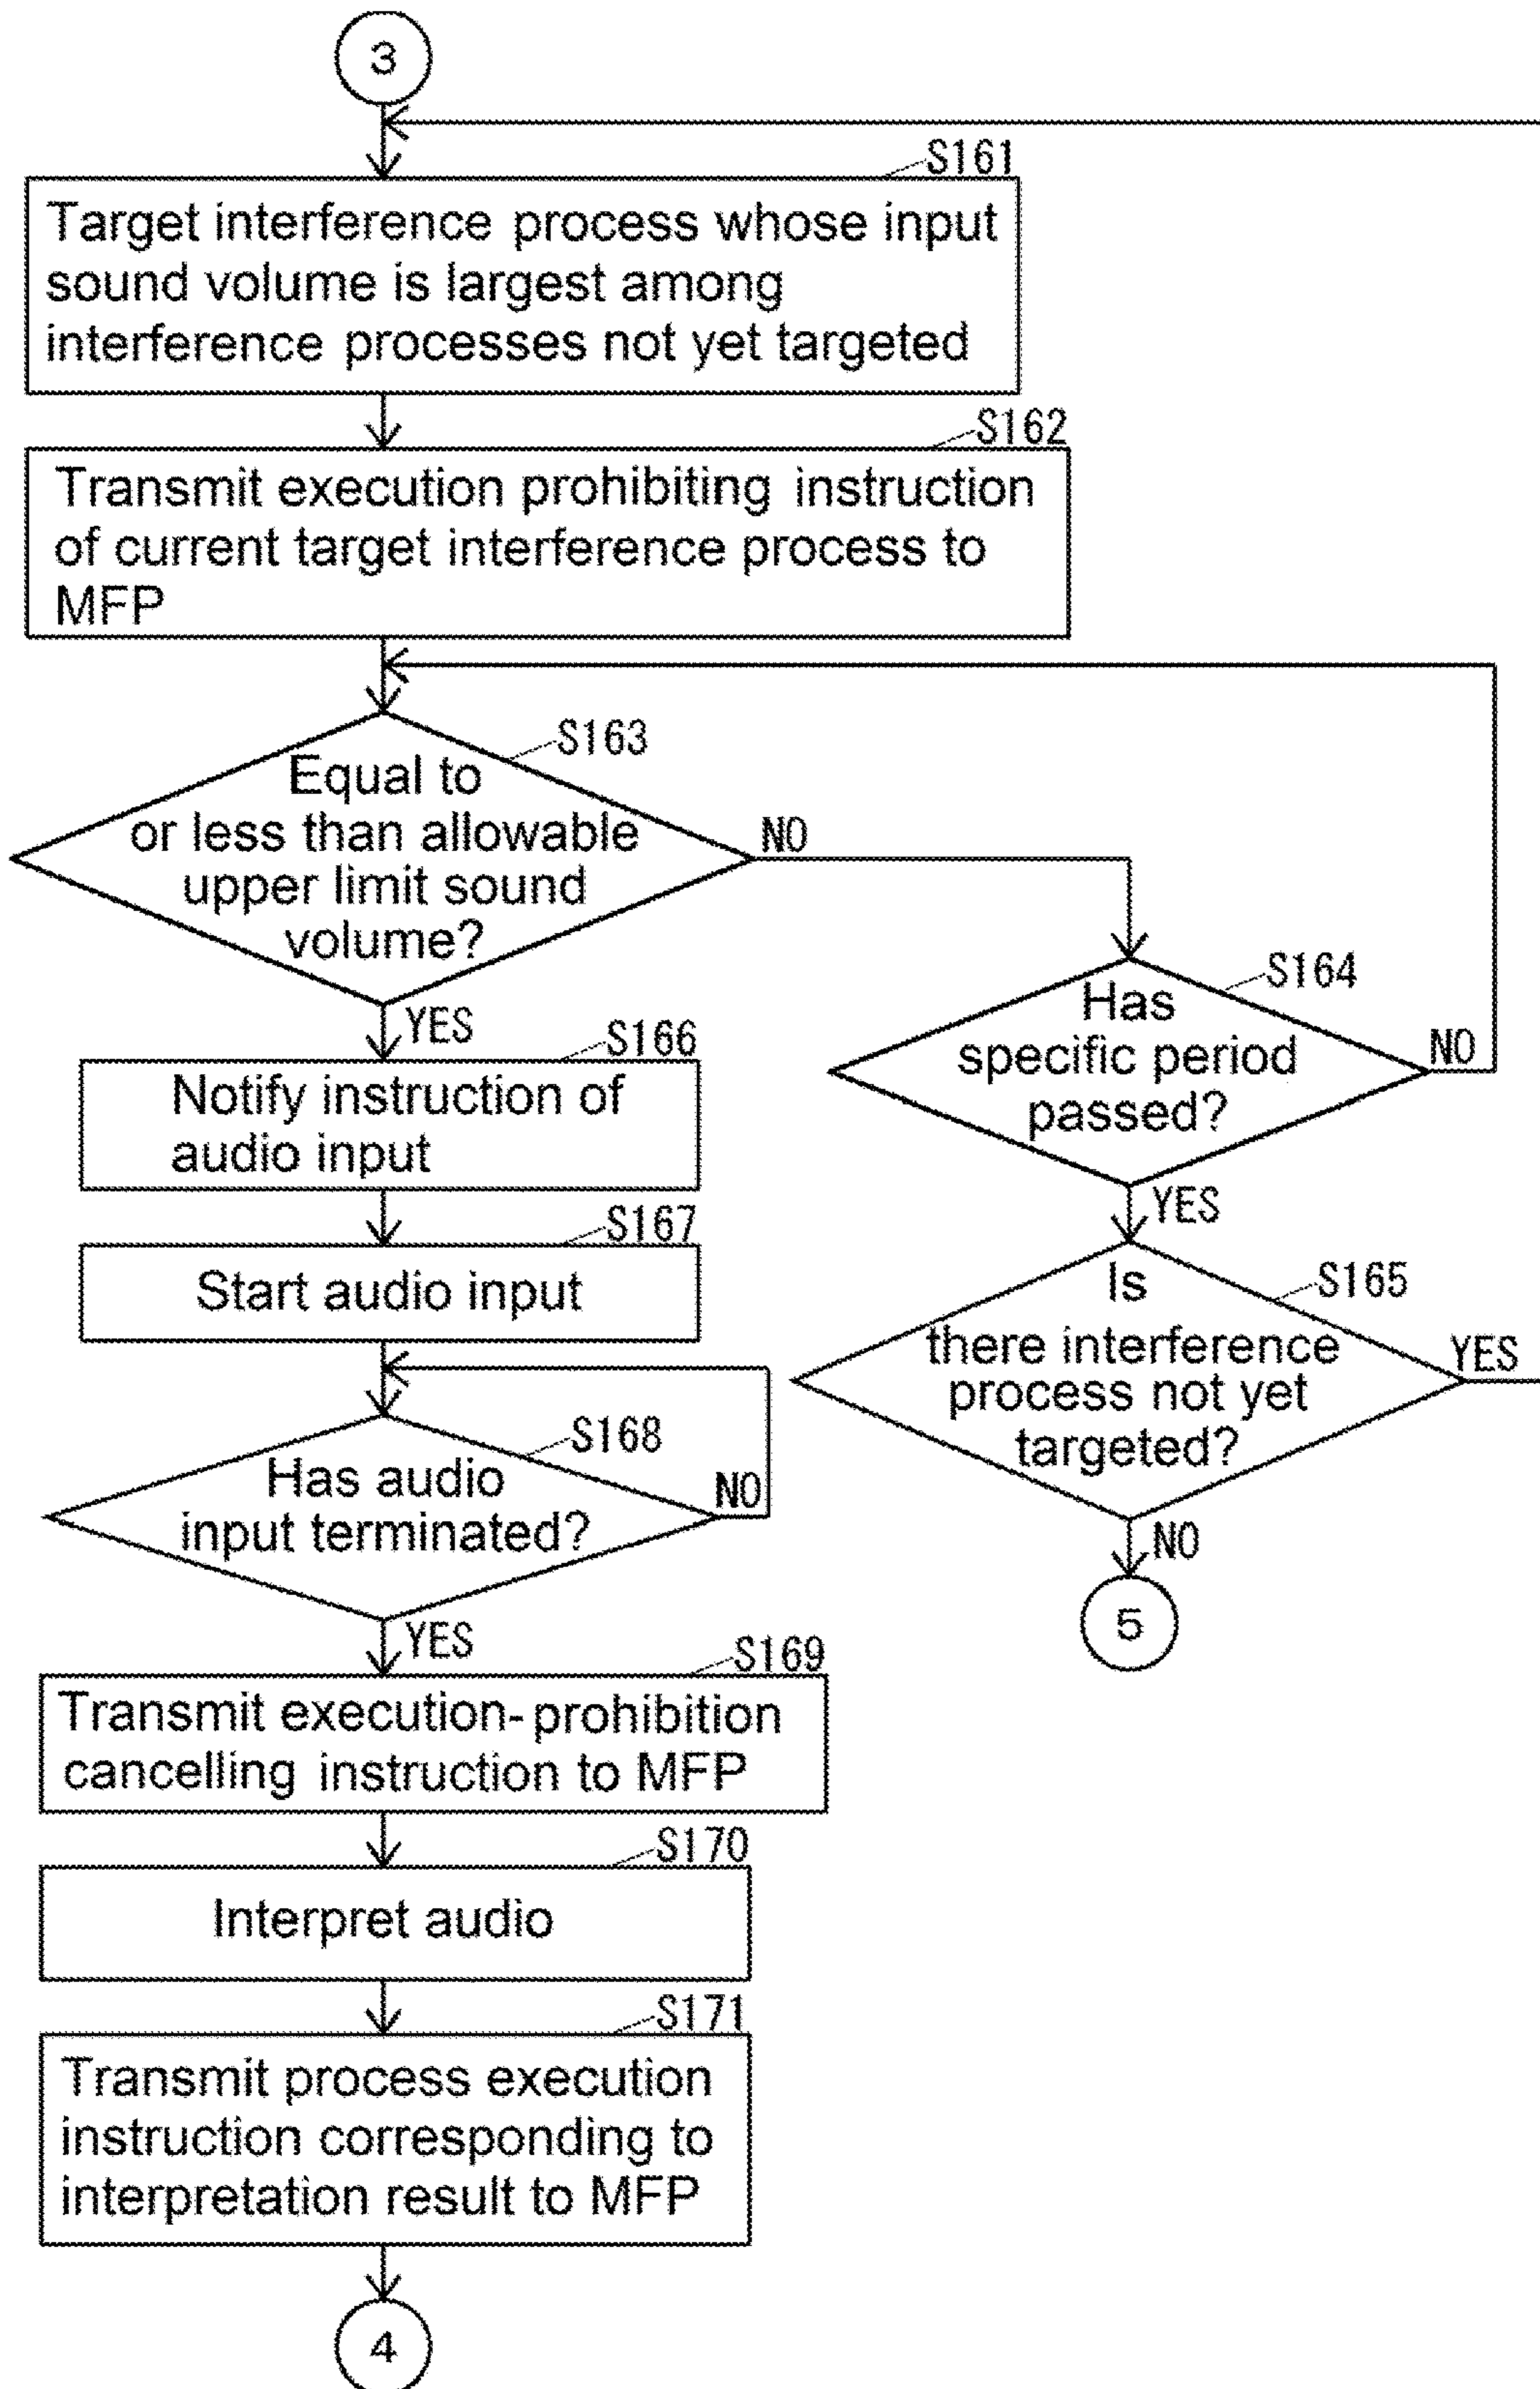 3
S161
Target interference process whose input
sound volume is largest among
interference processes not yet targeted
S162
Transmit execution prohibiting instruction
of current target interference process to
MFP
S163
Equal to
or less than allowable
upper limit sound
volume?
NO
YES
S164
Has
specific period
passed?
NO
YES
S165
Is
there interference
process not yet
targeted?
YES
NO
5
S166
Notify instruction of
audio input
S167
Start audio input
S168
Has audio
input terminated?
NO
YES
S169
Transmit execution-prohibition
cancelling instruction to MFP
S170
Interpret audio
S171
Transmit process execution
instruction corresponding to
interpretation result to MFP
4